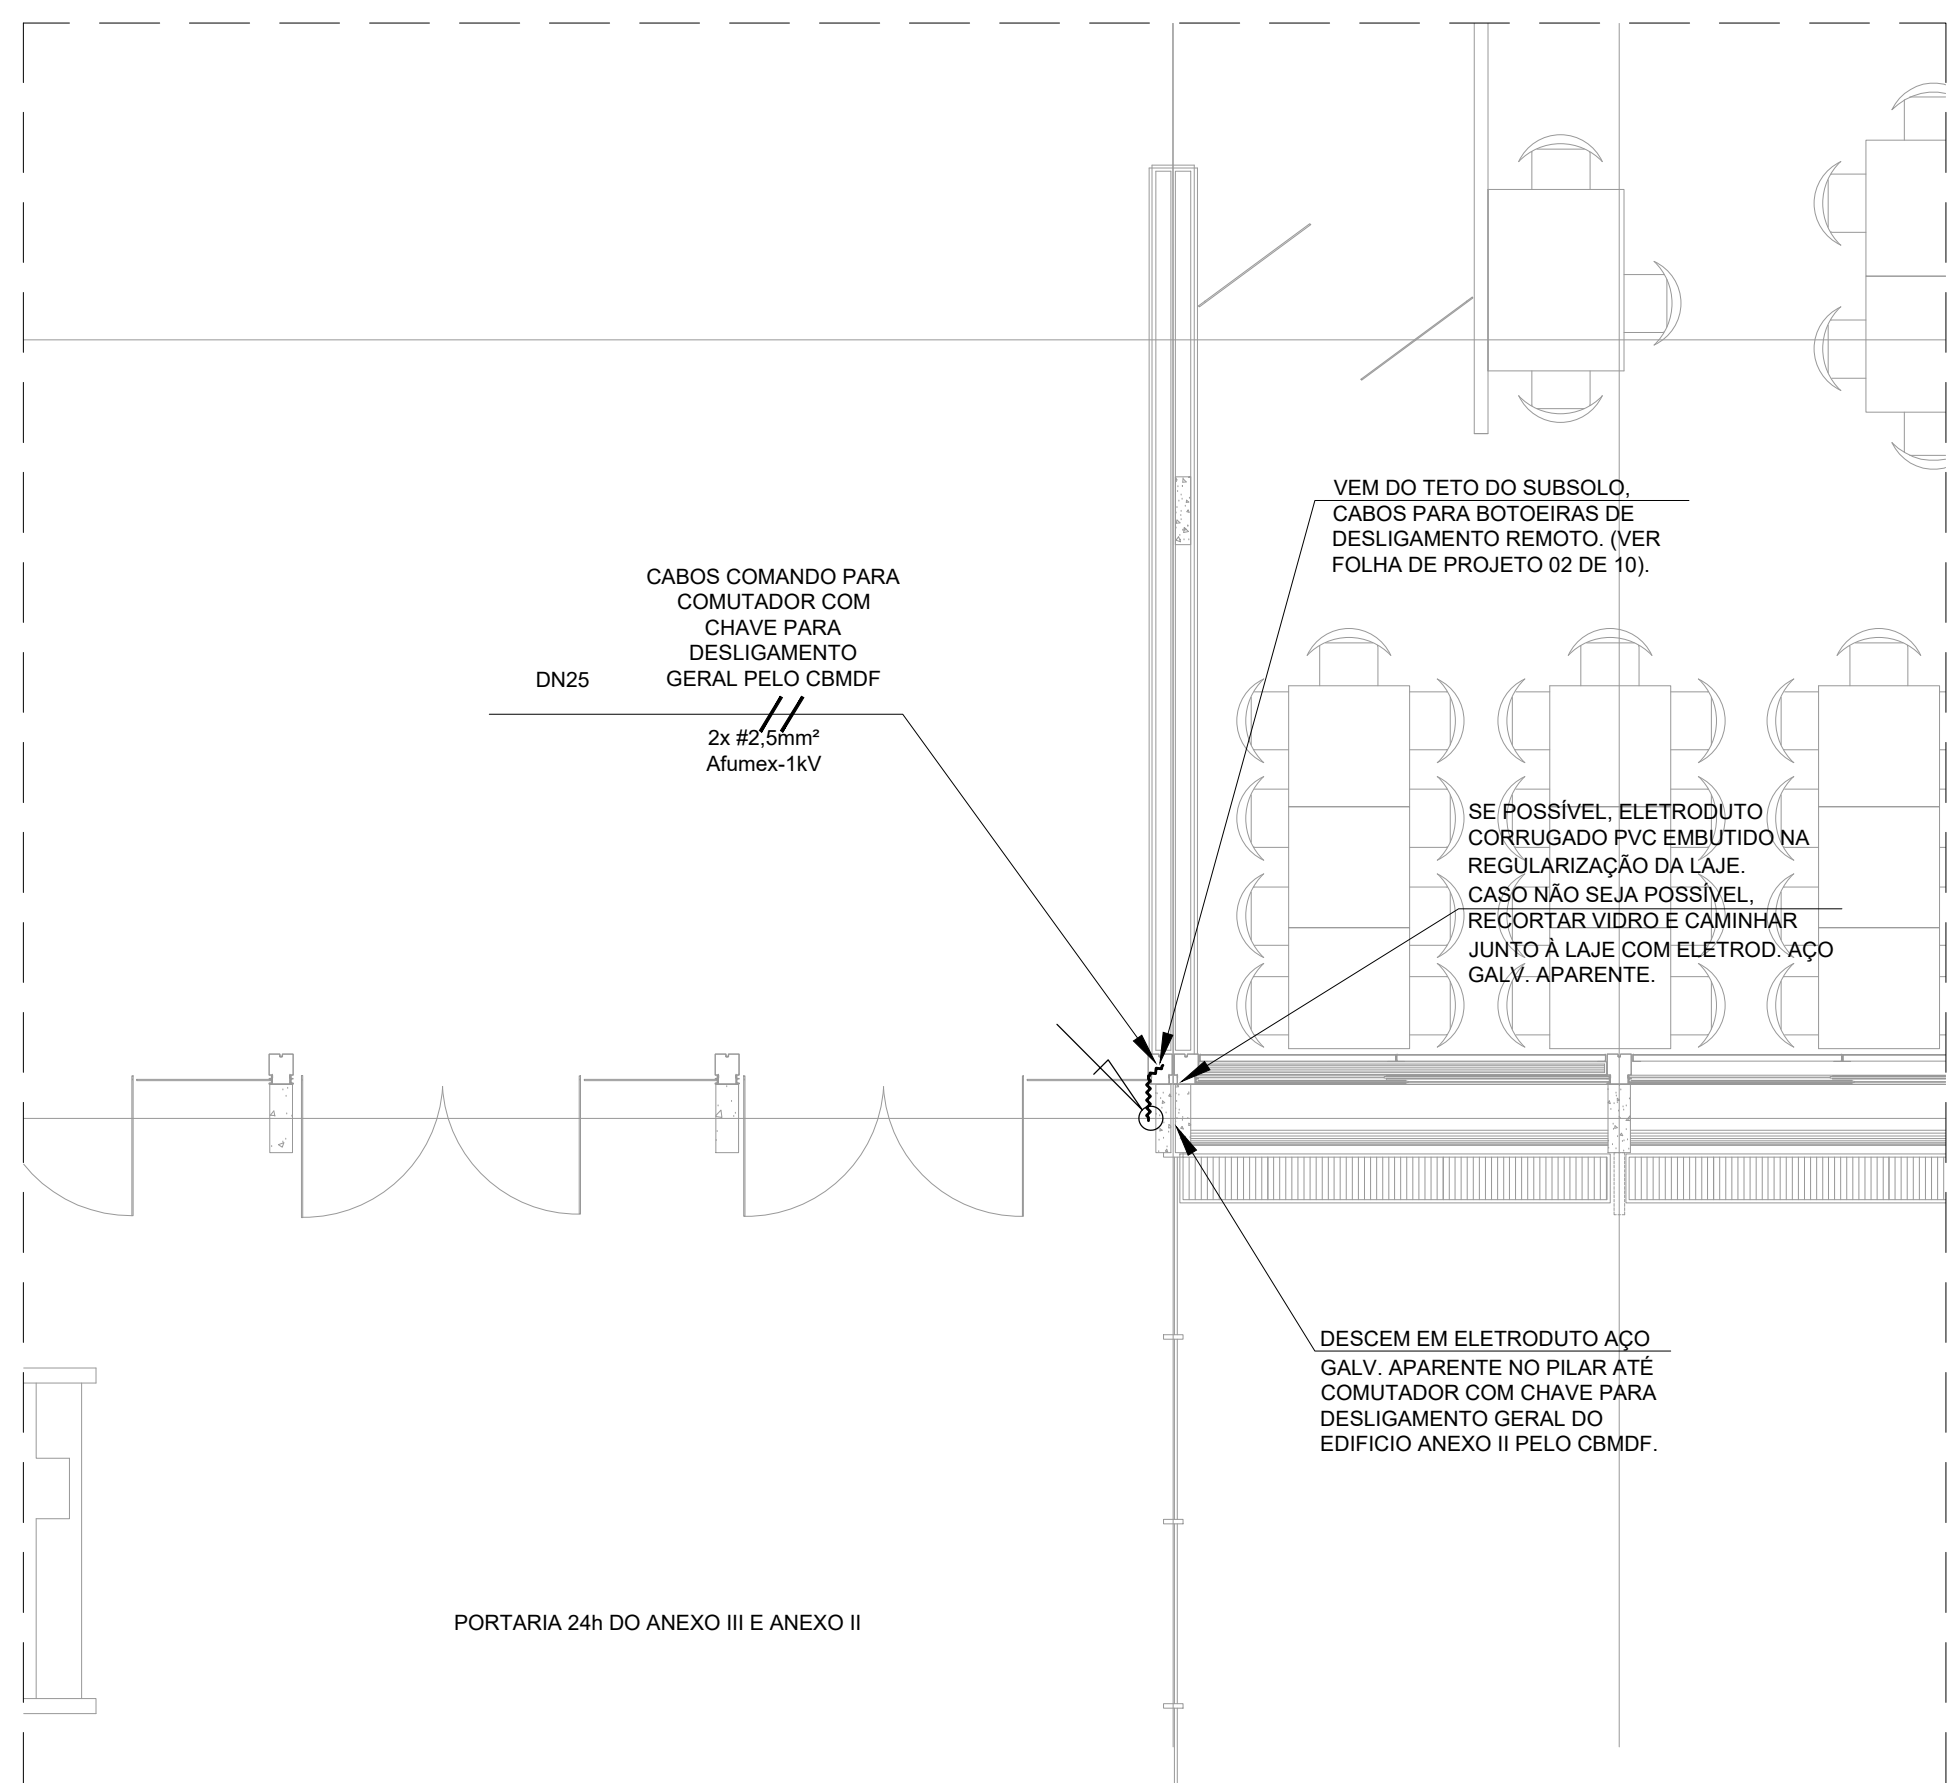 VEM DO TETO DO SUBSOLO,
CABOS PARA BOTOEIRAS DE
DESLIGAMENTO REMOTO. (VER
FOLHA DE PROJETO 02 DE 10).
CABOS COMANDO PARA
COMUTADOR COM
CHAVE PARA
DESLIGAMENTO
GERAL PELO CBMDF
DN25
2x #2,5mm²
Afumex-1kV
SE POSSÍVEL, ELETRODUTO
CORRUGADO PVC EMBUTIDO NA
REGULARIZAÇÃO DA LAJE.
CASO NÃO SEJA POSSÍVEL,
RECORTAR VIDRO E CAMINHAR
JUNTO À LAJE COM ELETROD. AÇO
GALV. APARENTE.
DESCEM EM ELETRODUTO AÇO
GALV. APARENTE NO PILAR ATÉ
COMUTADOR COM CHAVE PARA
DESLIGAMENTO GERAL DO
EDIFICIO ANEXO II PELO CBMDF.
PORTARIA 24h DO ANEXO III E ANEXO II